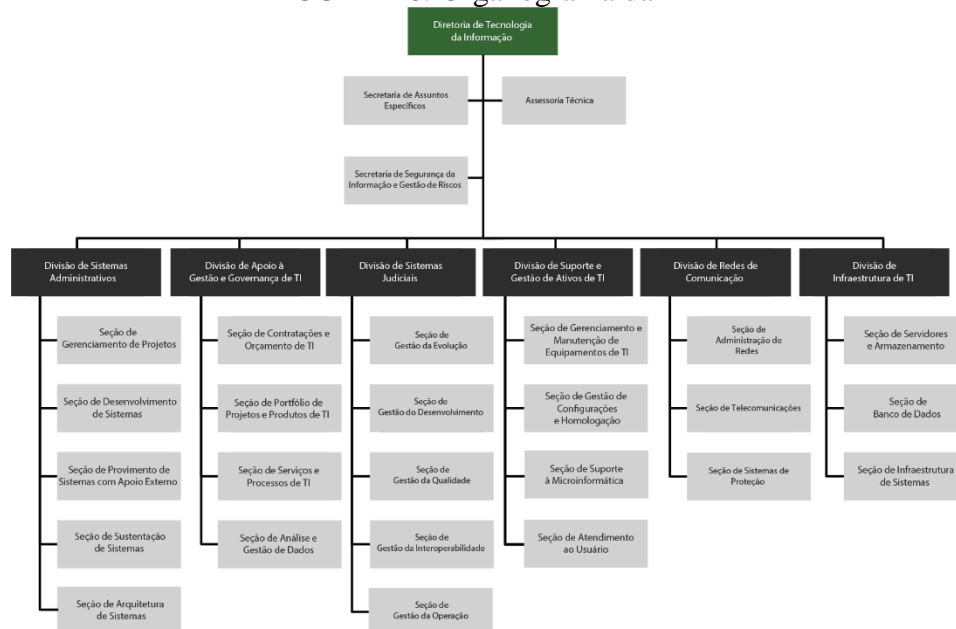 Diretoria de Tecnologia
da Informação
Secretaria de Assuntos
Específicos
Assessoria Técnica
Secretaria de Segurança da
Informação e Gestão de Riscos
Divisão de Sistemas
Administrativos
Divisão de Apoio à
Gestão e Governança de TI
Divisão de Sistemas
Judiciais
Divisão de Suporte e
Gestão de Ativos de TI
Divisão de Redes de
Comunicação
Divisão de
Infraestrutura de TI
Seção de
Gerenciamento de Projetos
Seção de Desenvolvimento
de Sistemas
Seção de Provimento de
Sistemas com Apoio Externo
Seção de Sustentação
de Sistemas
Seção de Arquitetura
de Sistemas
Seção de Contratações e
Orçamento de TI
Seção de Portfólio de
Projetos e Produtos de TI
Seção de Serviços e
Processos de TI
Seção de Análise e
Gestão de Dados
Seção de
Gestão da Evolução
Seção de
Gestão do Desenvolvimento
Seção de
Gestão da Qualidade
Seção de
Gestão da Interoperabilidade
Seção de
Gestão da Operação
Seção de Gerenciamento e
Manutenção de
Equipamentos de TI
Seção de Gestão de
Configurações
e Homologação
Seção de Suporte
à Microinformática
Seção de Atendimento
ao Usuário
Seção de
Administração de
Redes
Seção de Telecomunicações
Seção de Sistemas de
Proteção
Seção de Servidores
e Armazenamento
Seção de
Banco de Dados
Seção de Infraestrutura
de Sistemas